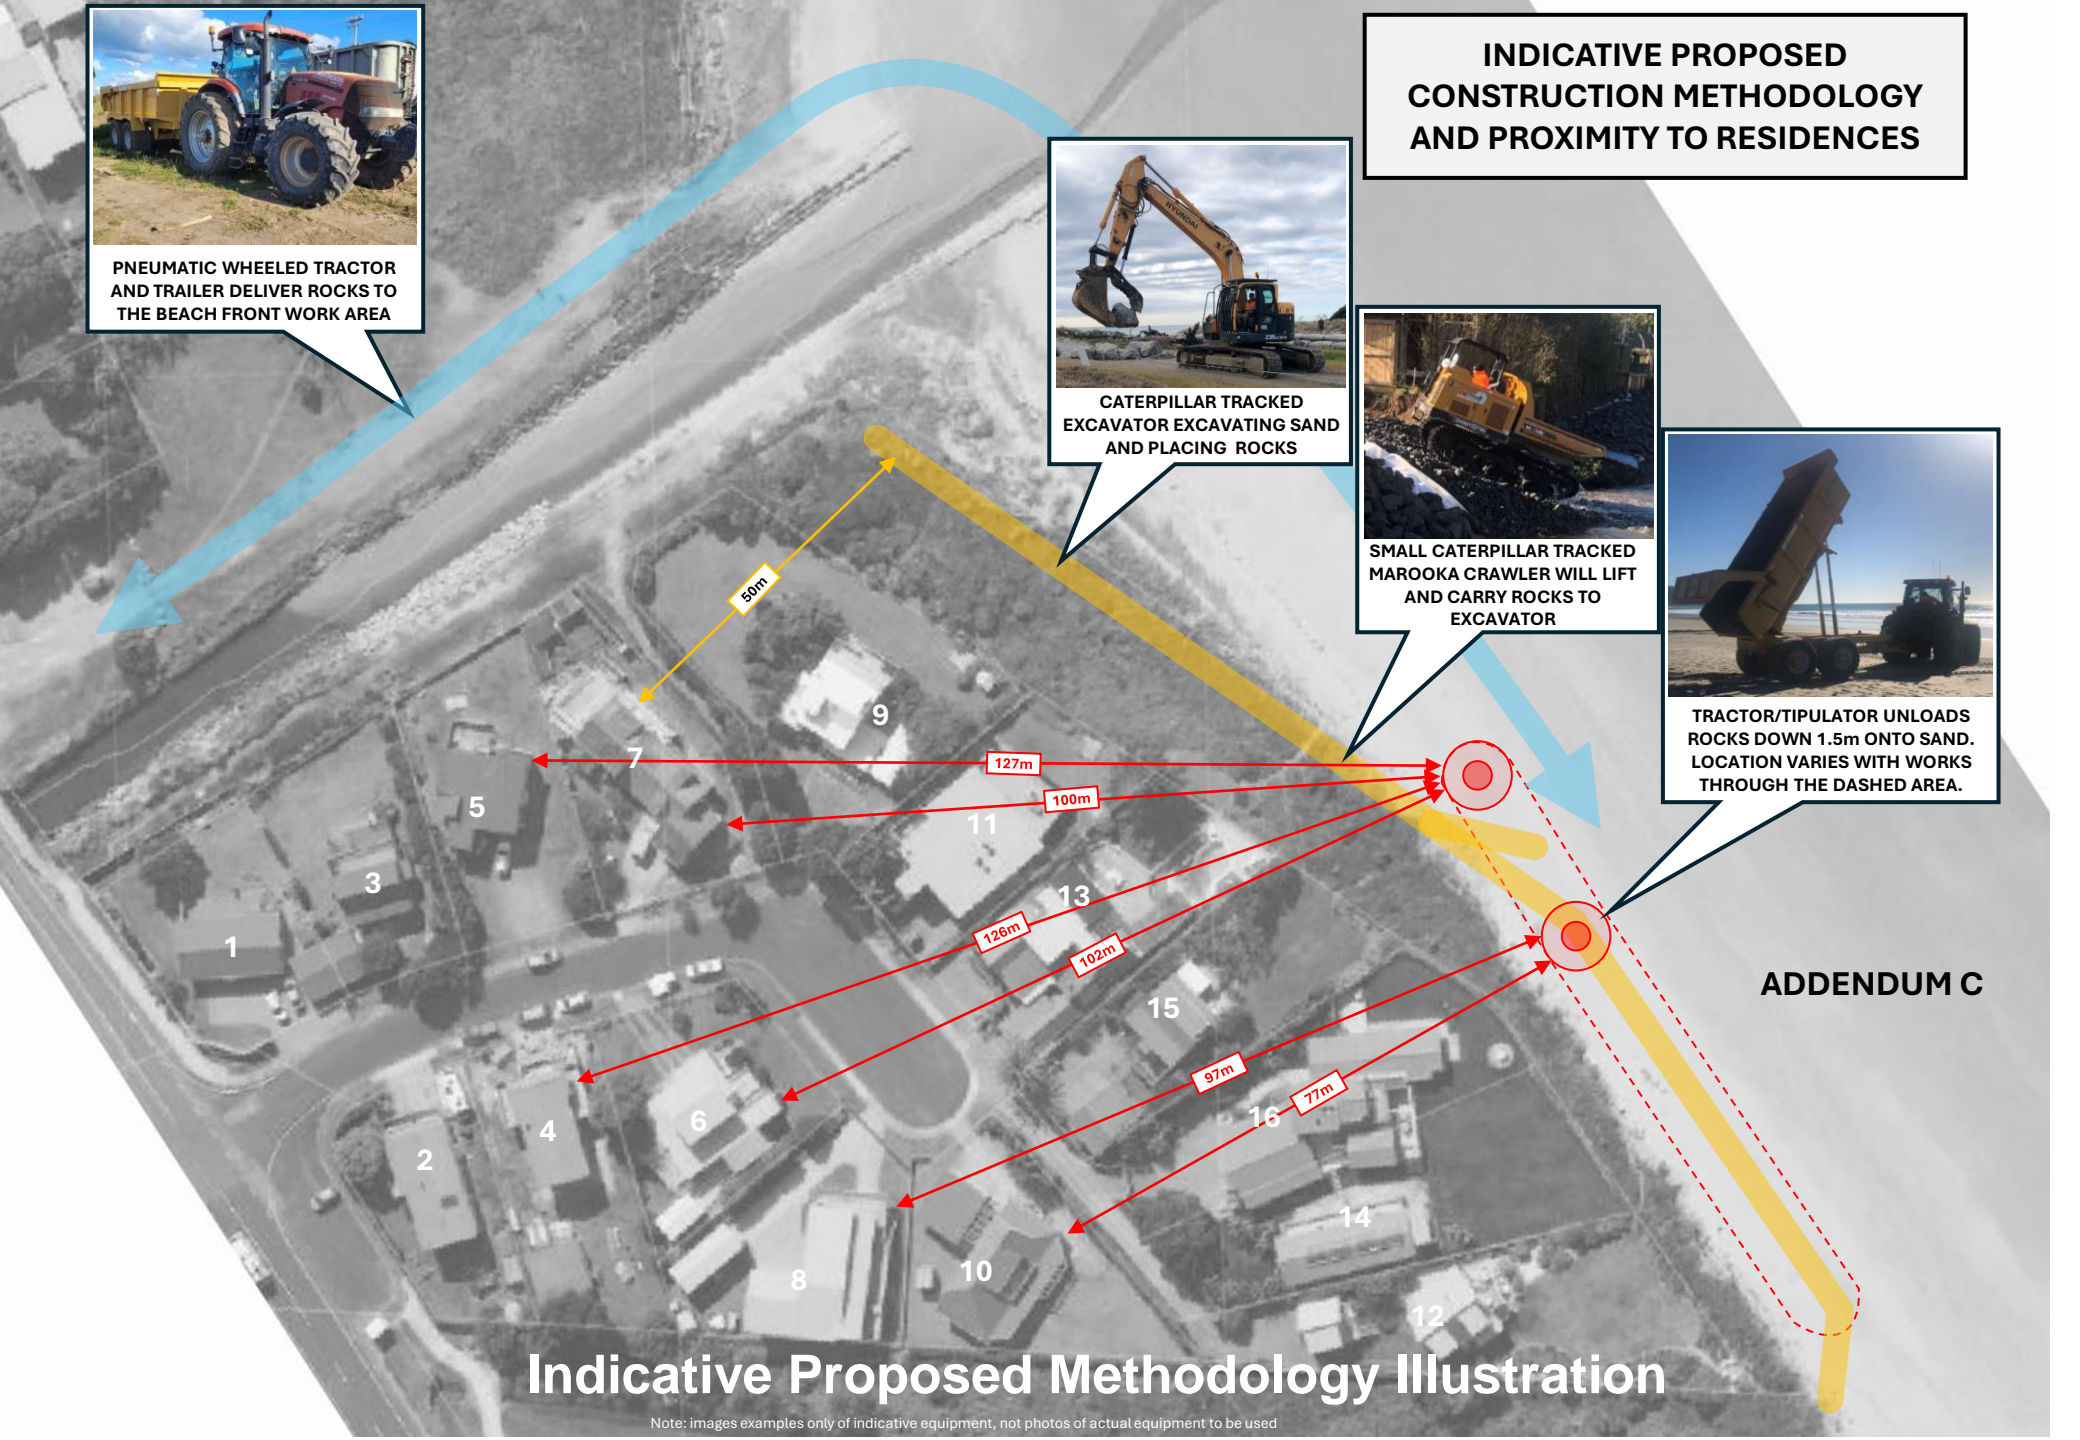 INDICATIVE PROPOSED
CONSTRUCTION METHODOLOGY
AND PROXIMITY TO RESIDENCES
PNEUMATIC WHEELED TRACTOR
AND TRAILER DELIVER ROCKS TO
THE BEACH FRONT WORK AREA
HYUNDAI
CATERPILLAR TRACKED
EXCAVATOR EXCAVATING SAND
AND PLACING ROCKS
SMALL CATERPILLAR TRACKED
MAROOKA CRAWLER WILL LIFT
AND CARRY ROCKS TO
EXCAVATOR
TRACTOR/TIPULATOR UNLOADS
ROCKS DOWN 1.5m ONTO SAND.
LOCATION VARIES WITH WORKS
THROUGH THE DASHED AREA.
50m
9
7
127m
100m
5
11
3
13
126m
1
102m
ADDENDUM C
15
97m
77m
16
6
4
2
14
10
8
12
Indicative Proposed Methodology Illustration
Note: images examples only of indicative equipment, not photos of actual equipment to be used